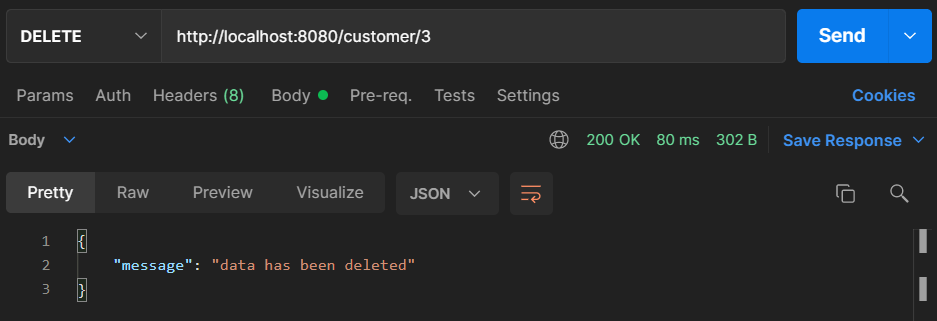 DELETE http://localhost:8080/customer/3 Send
Params Auth Headers (8) Body Pre-req. Tests Settings Cookies
Body 200 OK 80 ms 302 B Save Response
Pretty Raw Preview Visualize JSON
1 {
2 "message": "data has been deleted"
3 }